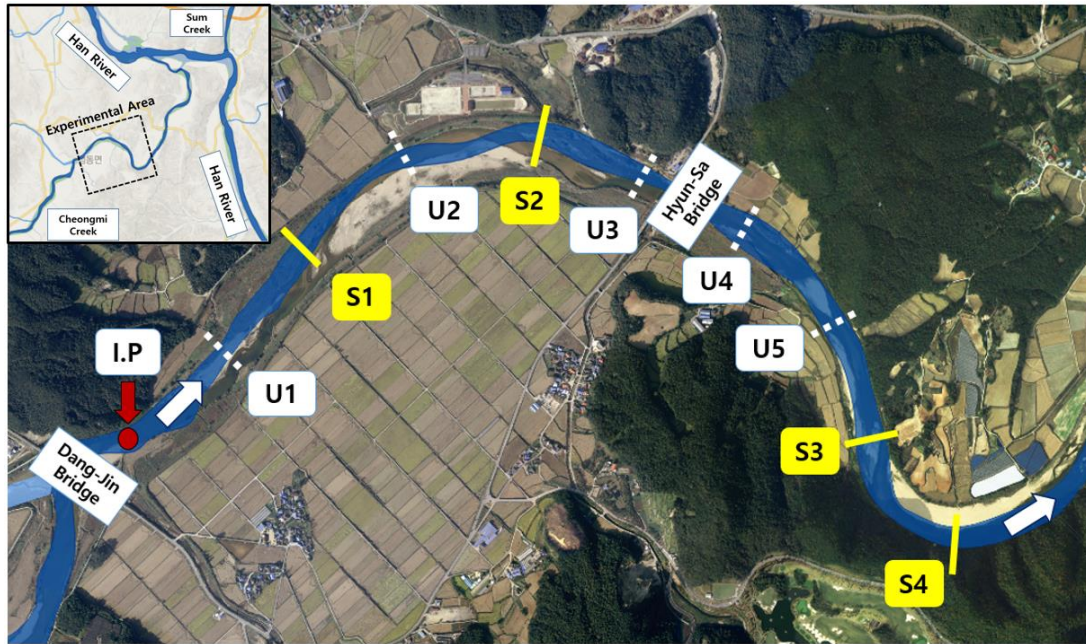 Sum
Creek
Han River
Experimental Area
Han River
Cheongmi
Creek
U2
S2
U3
Hyun-Sa
Bridge
U4
S1
U5
I.P
U1
S3
Dang-Jin
Bridge
S4